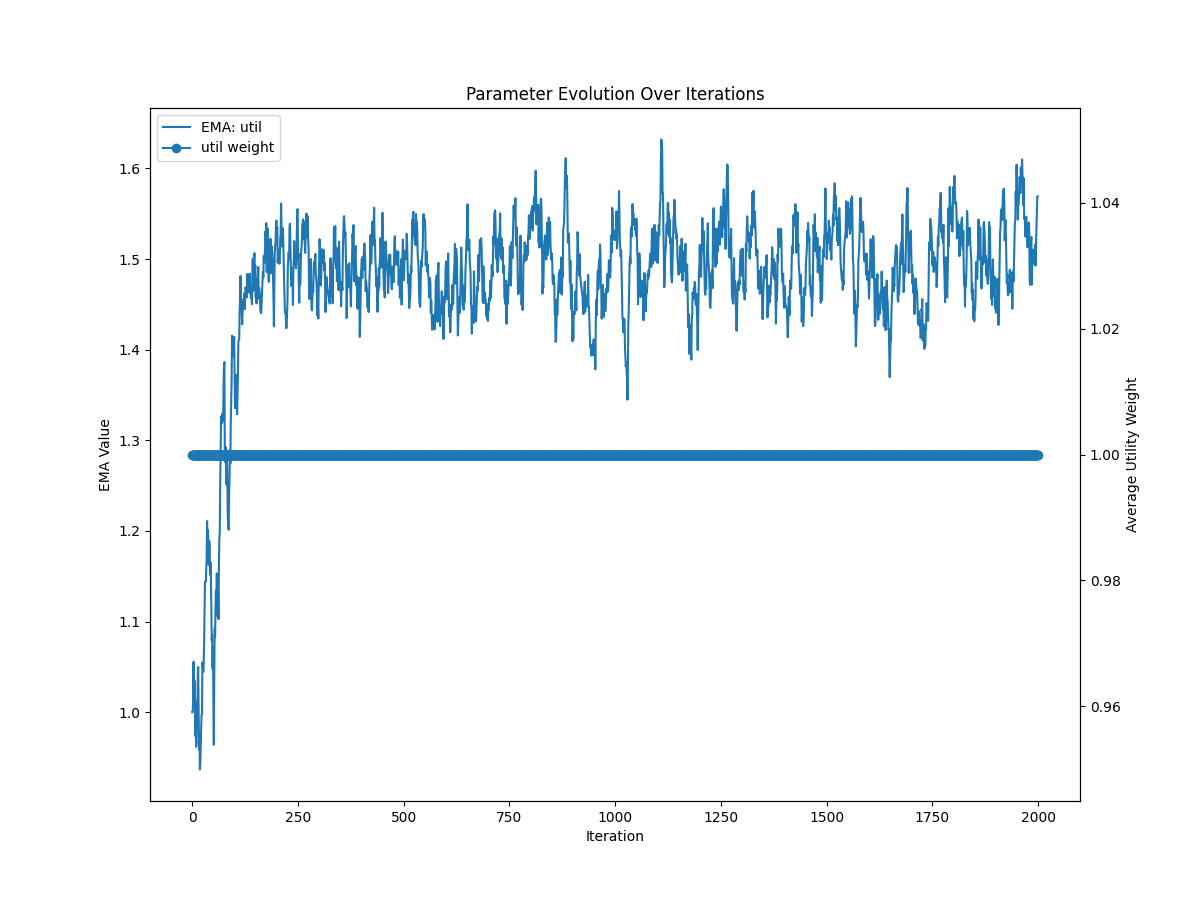 Parameter Evolution Over Iterations
EMA: util
util weight
1.6
1.5
1.4
1.3
1.2
1.1
1.0
EMA Value
1.04
1.02
1.00
0.98
0.96
Average Utility Weight
0 250 500 750 1000 1250 1500 1750 2000
Iteration